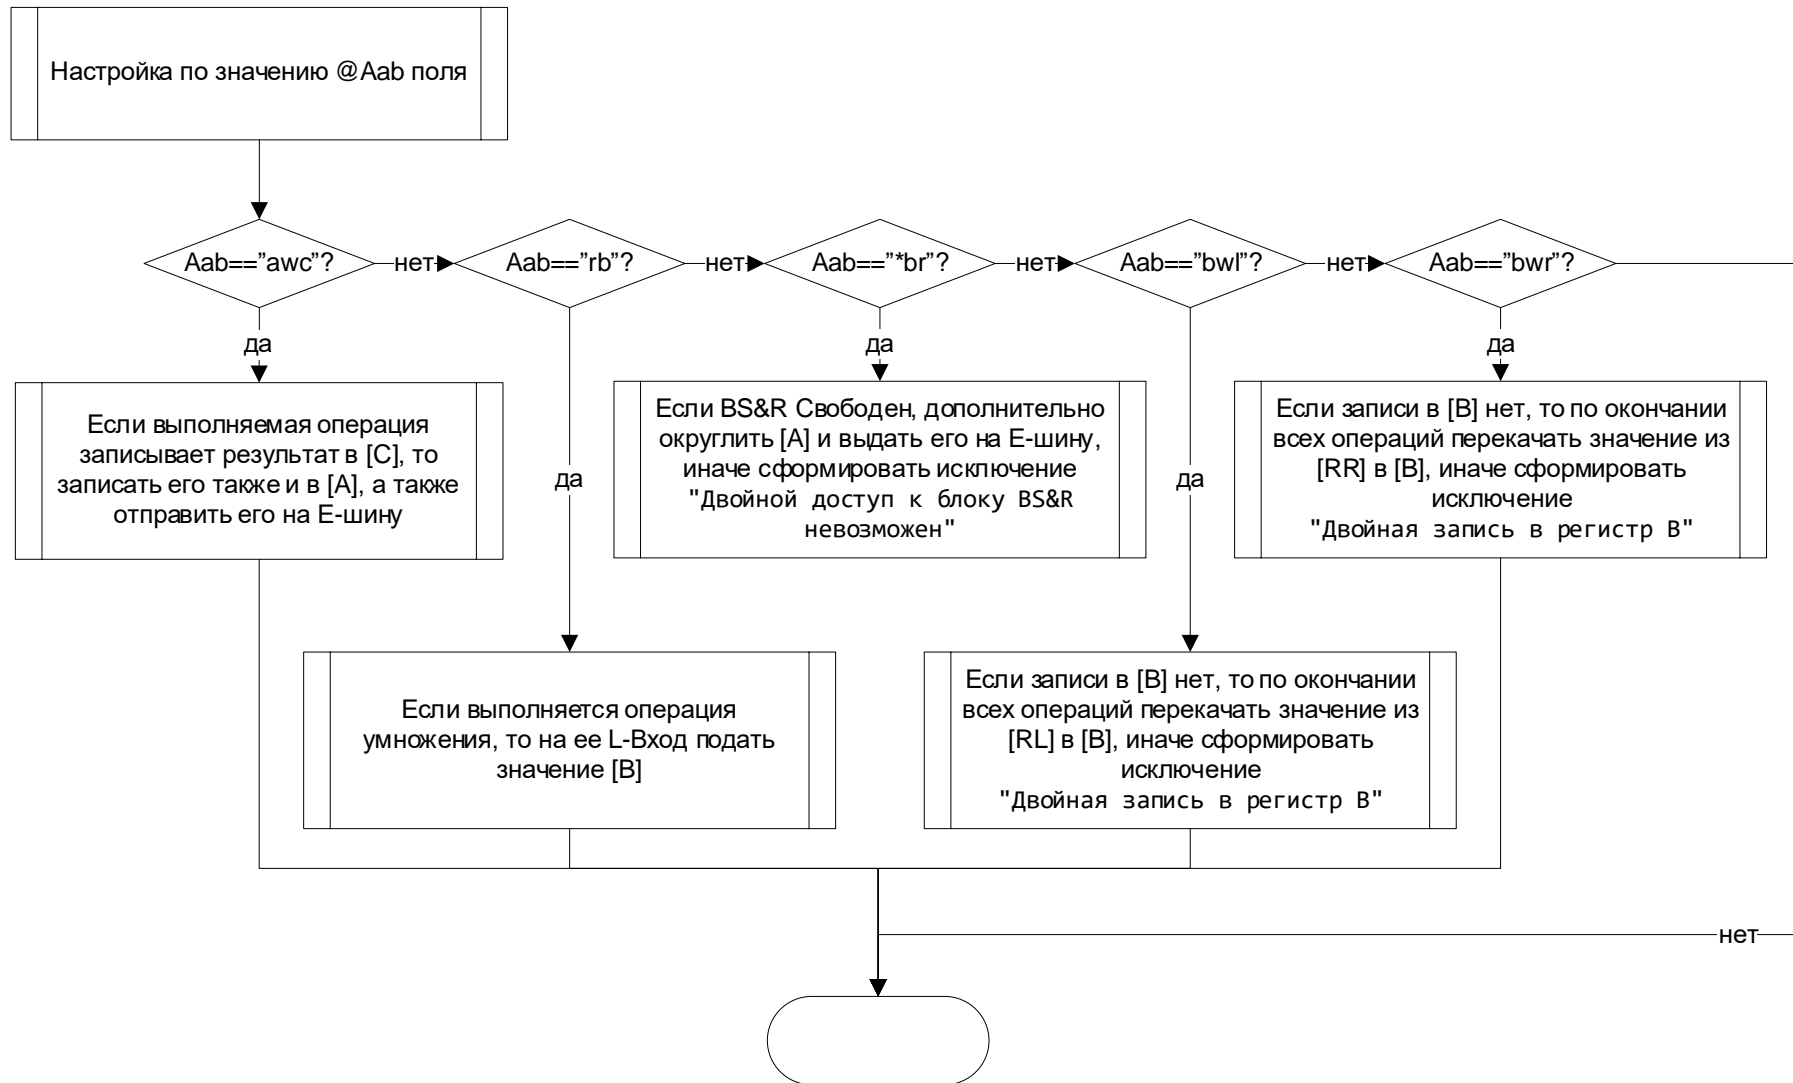 Настройка по значению @Aab поля
Aab==”awc”?
нет
Aab==”rb”?
нет
Aab==”*br”?
нет
Aab==”bwl”?
нет
Aab==”bwr”?
да
да
да
да
да
Если выполняемая операция
записывает результат в [C], то
записать его также и в [A], а также
отправить его на E-шину
Если BS&R Свободен, дополнительно
округлить [A] и выдать его на E-шину,
иначе сформировать исключение
"Двойной доступ к блоку BS&R
невозможен"
Если записи в [B] нет, то по окончании
всех операций перекачать значение из
[RR] в [B], иначе сформировать
исключение
"Двойная запись в регистр B"
Если выполняется операция
умножения, то на ее L-Вход подать
значение [B]
Если записи в [B] нет, то по окончании
всех операций перекачать значение из
[RL] в [B], иначе сформировать
исключение
"Двойная запись в регистр B"
нет